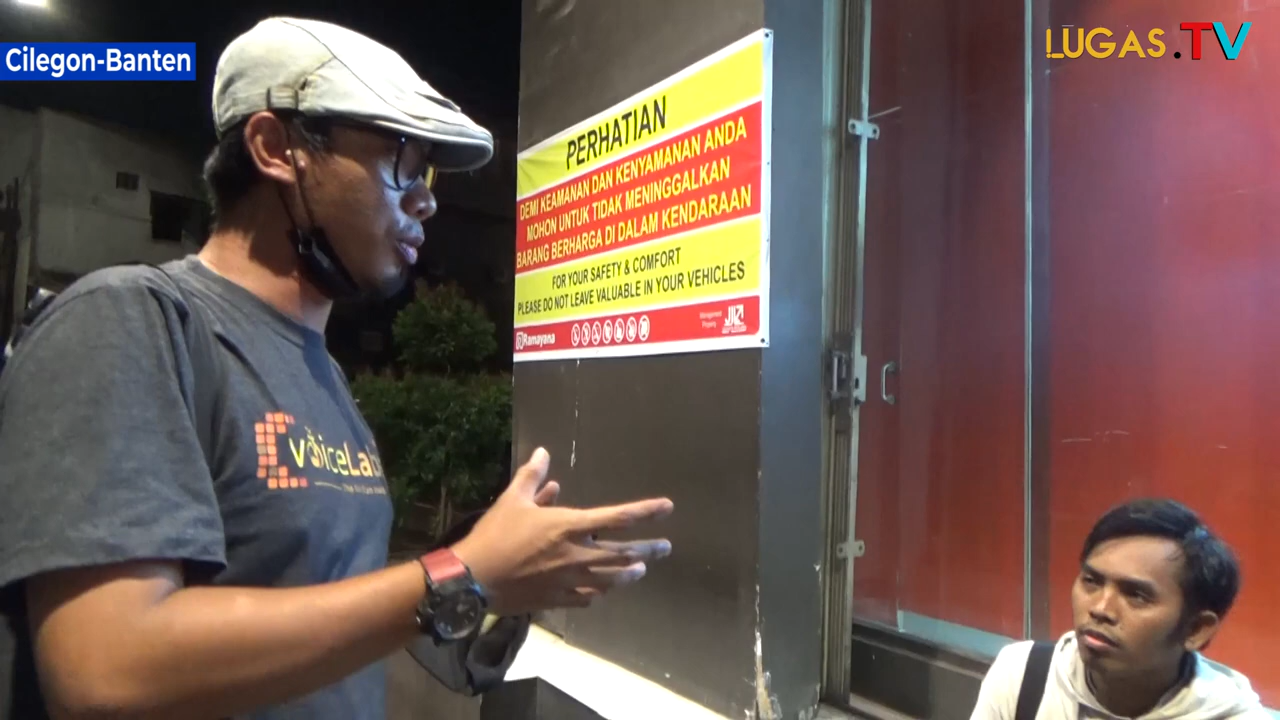 Cilegon-Banten
LUGAS.TV
PERHATIAN
DEMI KEAMANAN DAN KENYAMANAN ANDA
MOHON UNTUK TIDAK MENINGGALKAN
BARANG BERHARGA DI DALAM KENDARAAN
FOR YOUR SAFETY & COMFORT
PLEASE DO NOT LEAVE VALUABLE IN YOUR VEHICLES
Ramayana
voiceLab